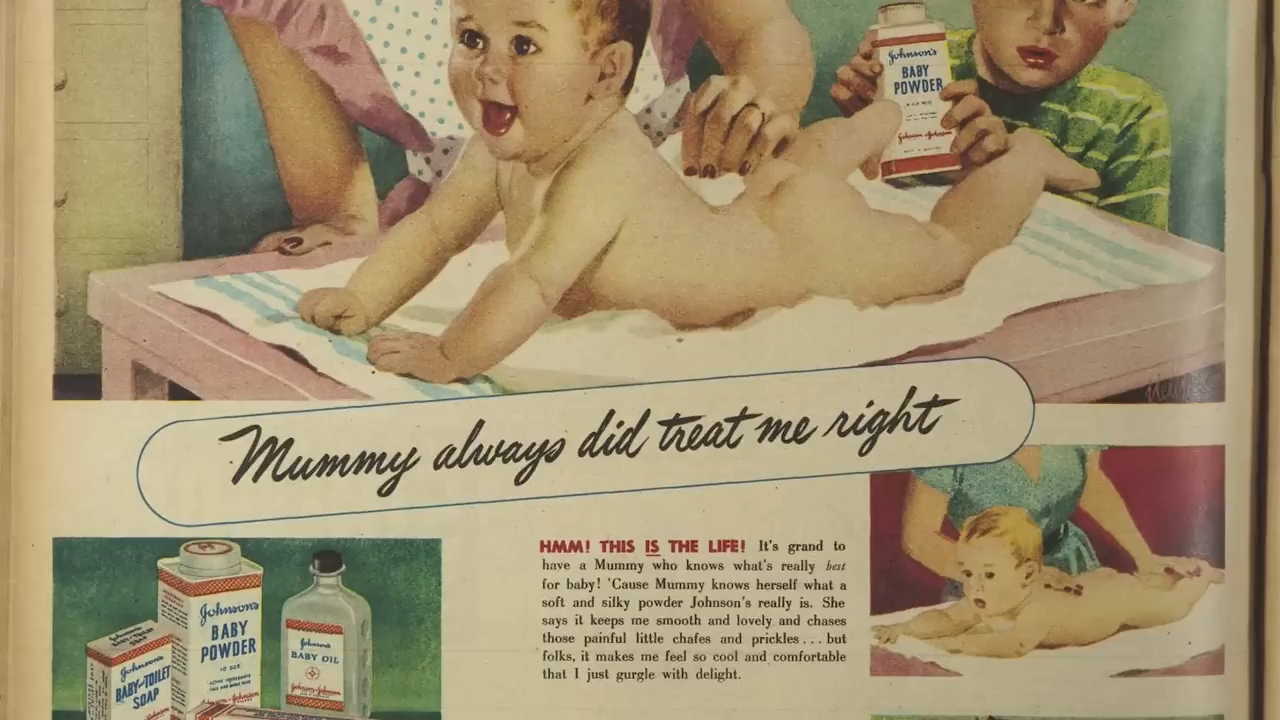 Johnson's
BABY
POWDER
Johnson & Johnson
Mummy always did treat me right
HMM! THIS IS THE LIFE! It's grand to
have a Mummy who knows what's really best
for baby! 'Cause Mummy knows herself what a
soft and silky powder Johnson's really is. She
says it keeps me smooth and lovely and chases
those painful little chafes and prickles . . . but
folks, it makes me feel so cool and comfortable
that I just gurgle with delight.
Johnson's
BABY
POWDER
Johnson's
BABY-TOILET
SOAP
Johnson's
BABY OIL
Johnson & Johnson